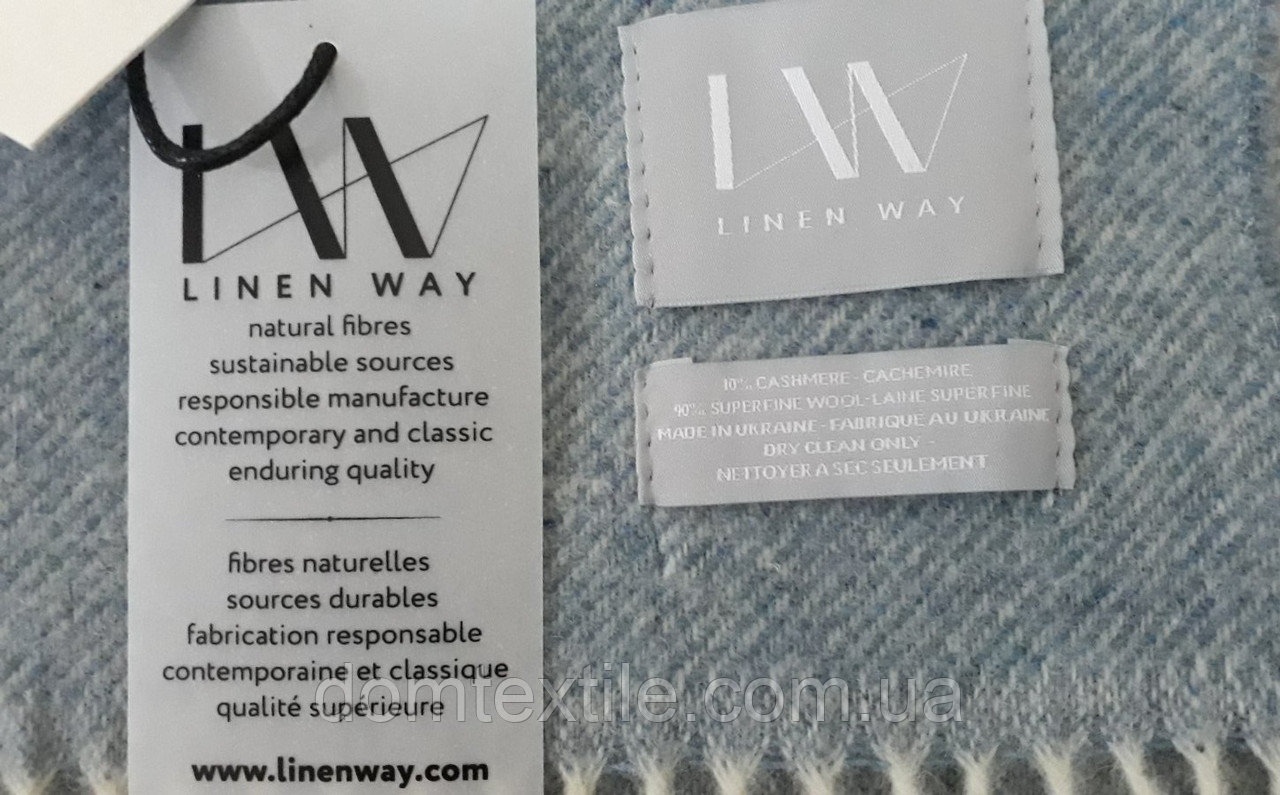 LINEN WAY
natural fibres
sustainable sources
responsible manufacture
contemporary and classic
enduring quality
fibres naturelles
sources durables
fabrication responsable
contemporaine et classique
qualité supérieure
www.linenway.com
LINEN WAY
10% CASHMERE - CACHEMIRE
90% SUPERFINE WOOL-LAINE SUPERFINE
MADE IN UKRAINE - FABRIQUE AU UKRAINE
DRY CLEAN ONLY -
NETTOYER A SEC SEULEMENT
domtextile.com.ua